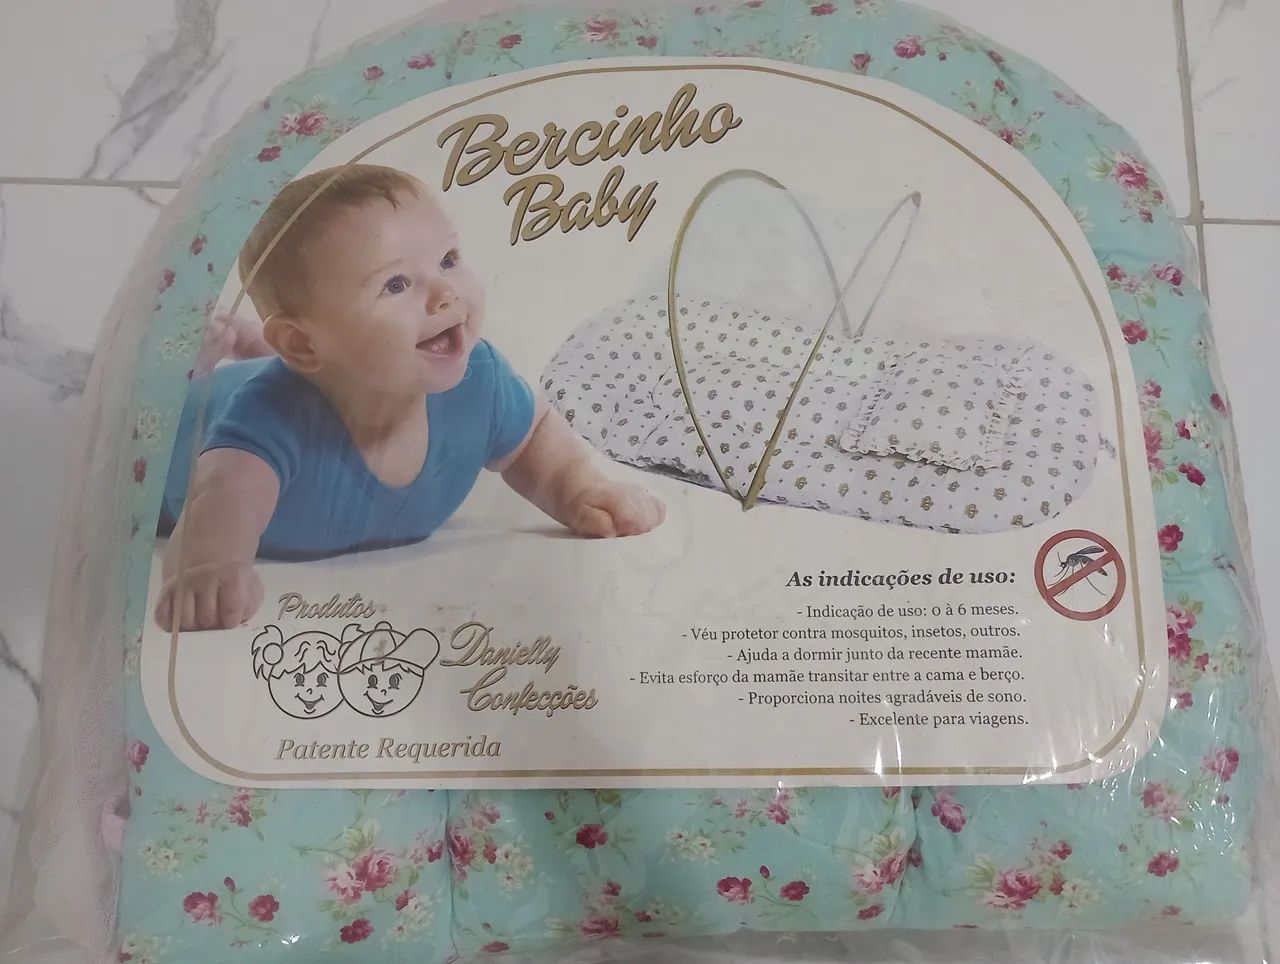 Bercinho
Baby
As indicações de uso:
- Indicação de uso: 0 à 6 meses.
- Véu protetor contra mosquitos, insetos, outros.
- Ajuda a dormir junto da recente mamãe.
- Evita esforço da mamãe transitar entre a cama e berço.
- Proporciona noites agradáveis de sono.
- Excelente para viagens.
Produtos
Danielly
Confecções
Patente Requerida